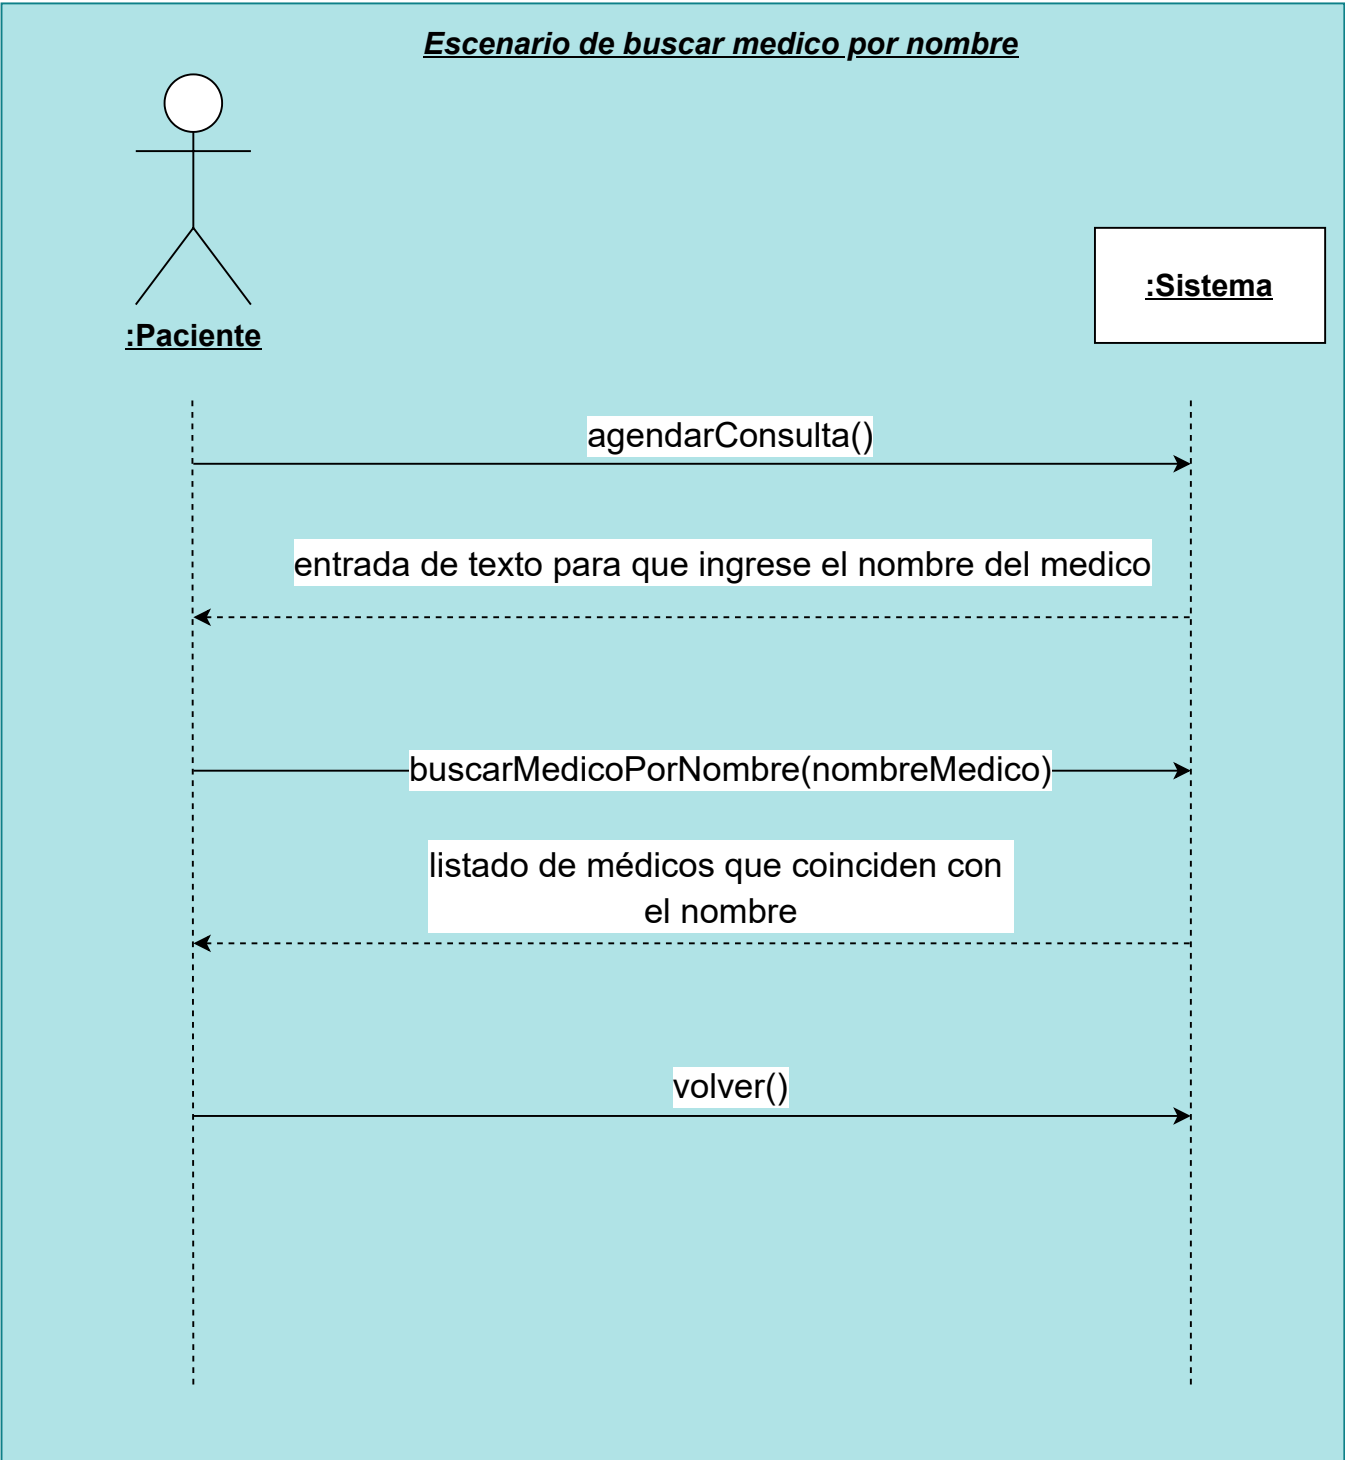 Escenario de buscar medico por nombre
:Sistema
:Paciente
agendarConsulta()
entrada de texto para que ingrese el nombre del medico
buscarMedicoPorNombre(nombreMedico)
listado de médicos que coinciden con
el nombre
volver()